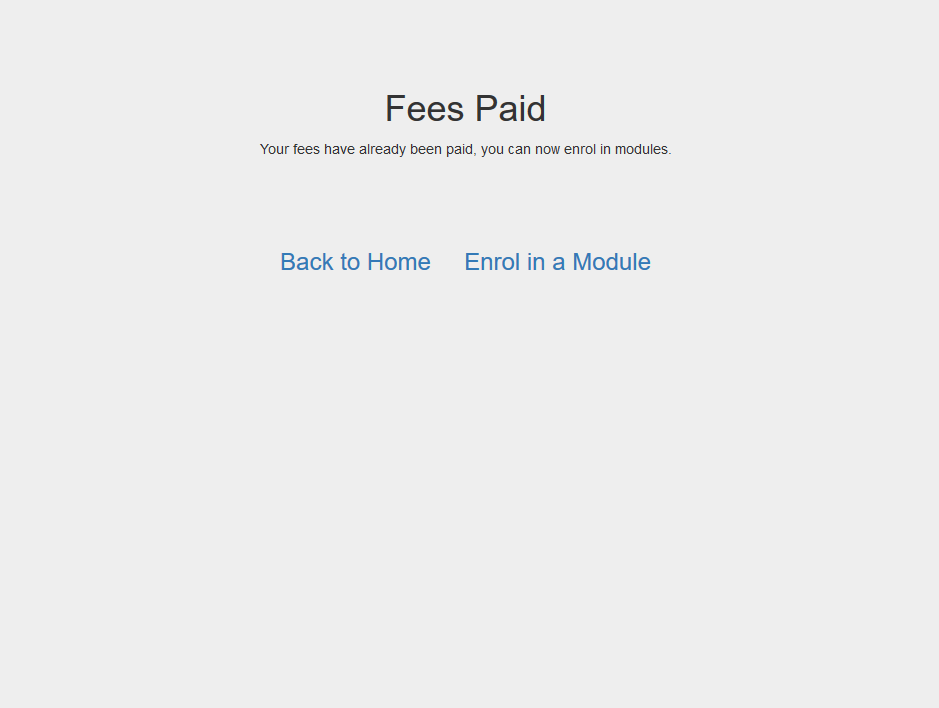 Fees Paid
Your fees have already been paid, you can now enrol in modules.
Back to Home Enrol in a Module